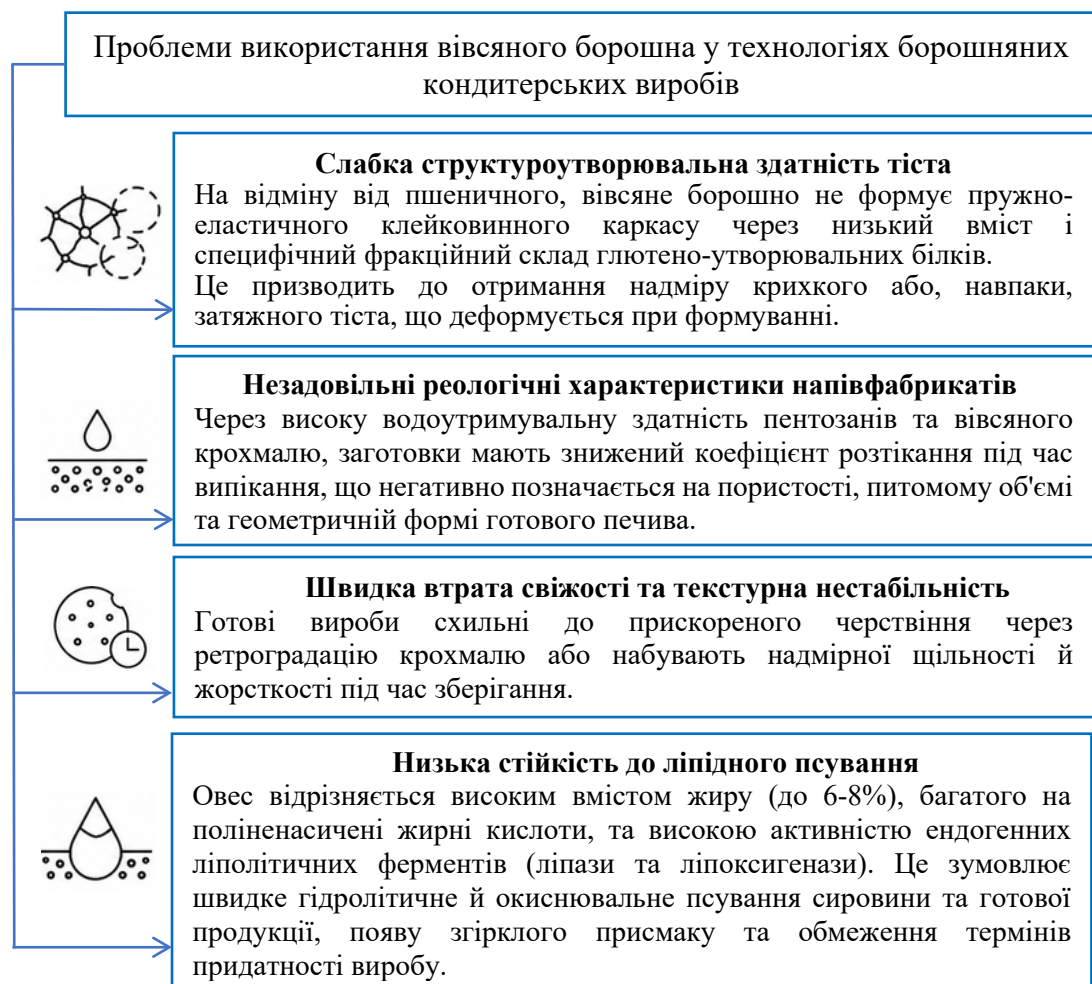 Проблеми використання вівсяного борошна у технологіях борошняних
кондитерських виробів
Слабка структуроутворювальна здатність тіста
На відміну від пшеничного, вівсяне борошно не формує пружно-
еластичного клейковинного каркасу через низький вміст і
специфічний фракційний склад глютено-утворювальних білків.
Це призводить до отримання надміру крихкого або, навпаки,
затяжного тіста, що деформується при формуванні.
Незадовільні реологічні характеристики напівфабрикатів
Через високу водоутримувальну здатність пентозанів та вівсяного
крохмалю, заготовки мають знижений коефіцієнт розтікання під час
випікання, що негативно позначається на пористості, питомому об'ємі
та геометричній формі готового печива.
Швидка втрата свіжості та текстурна нестабільність
Готові вироби схильні до прискореного черствіння через
ретроградацію крохмалю або набувають надмірної щільності й
жорсткості під час зберігання.
Низька стійкість до ліпідного псування
Овес відрізняється високим вмістом жиру (до 6-8%), багатого на
поліненасичені жирні кислоти, та високою активністю ендогенних
ліполітичних ферментів (ліпази та ліпоксигенази). Це зумовлює
швидке гідролітичне й окиснювальне псування сировини та готової
продукції, появу згірклого присмаку та обмеження термінів
придатності виробу.